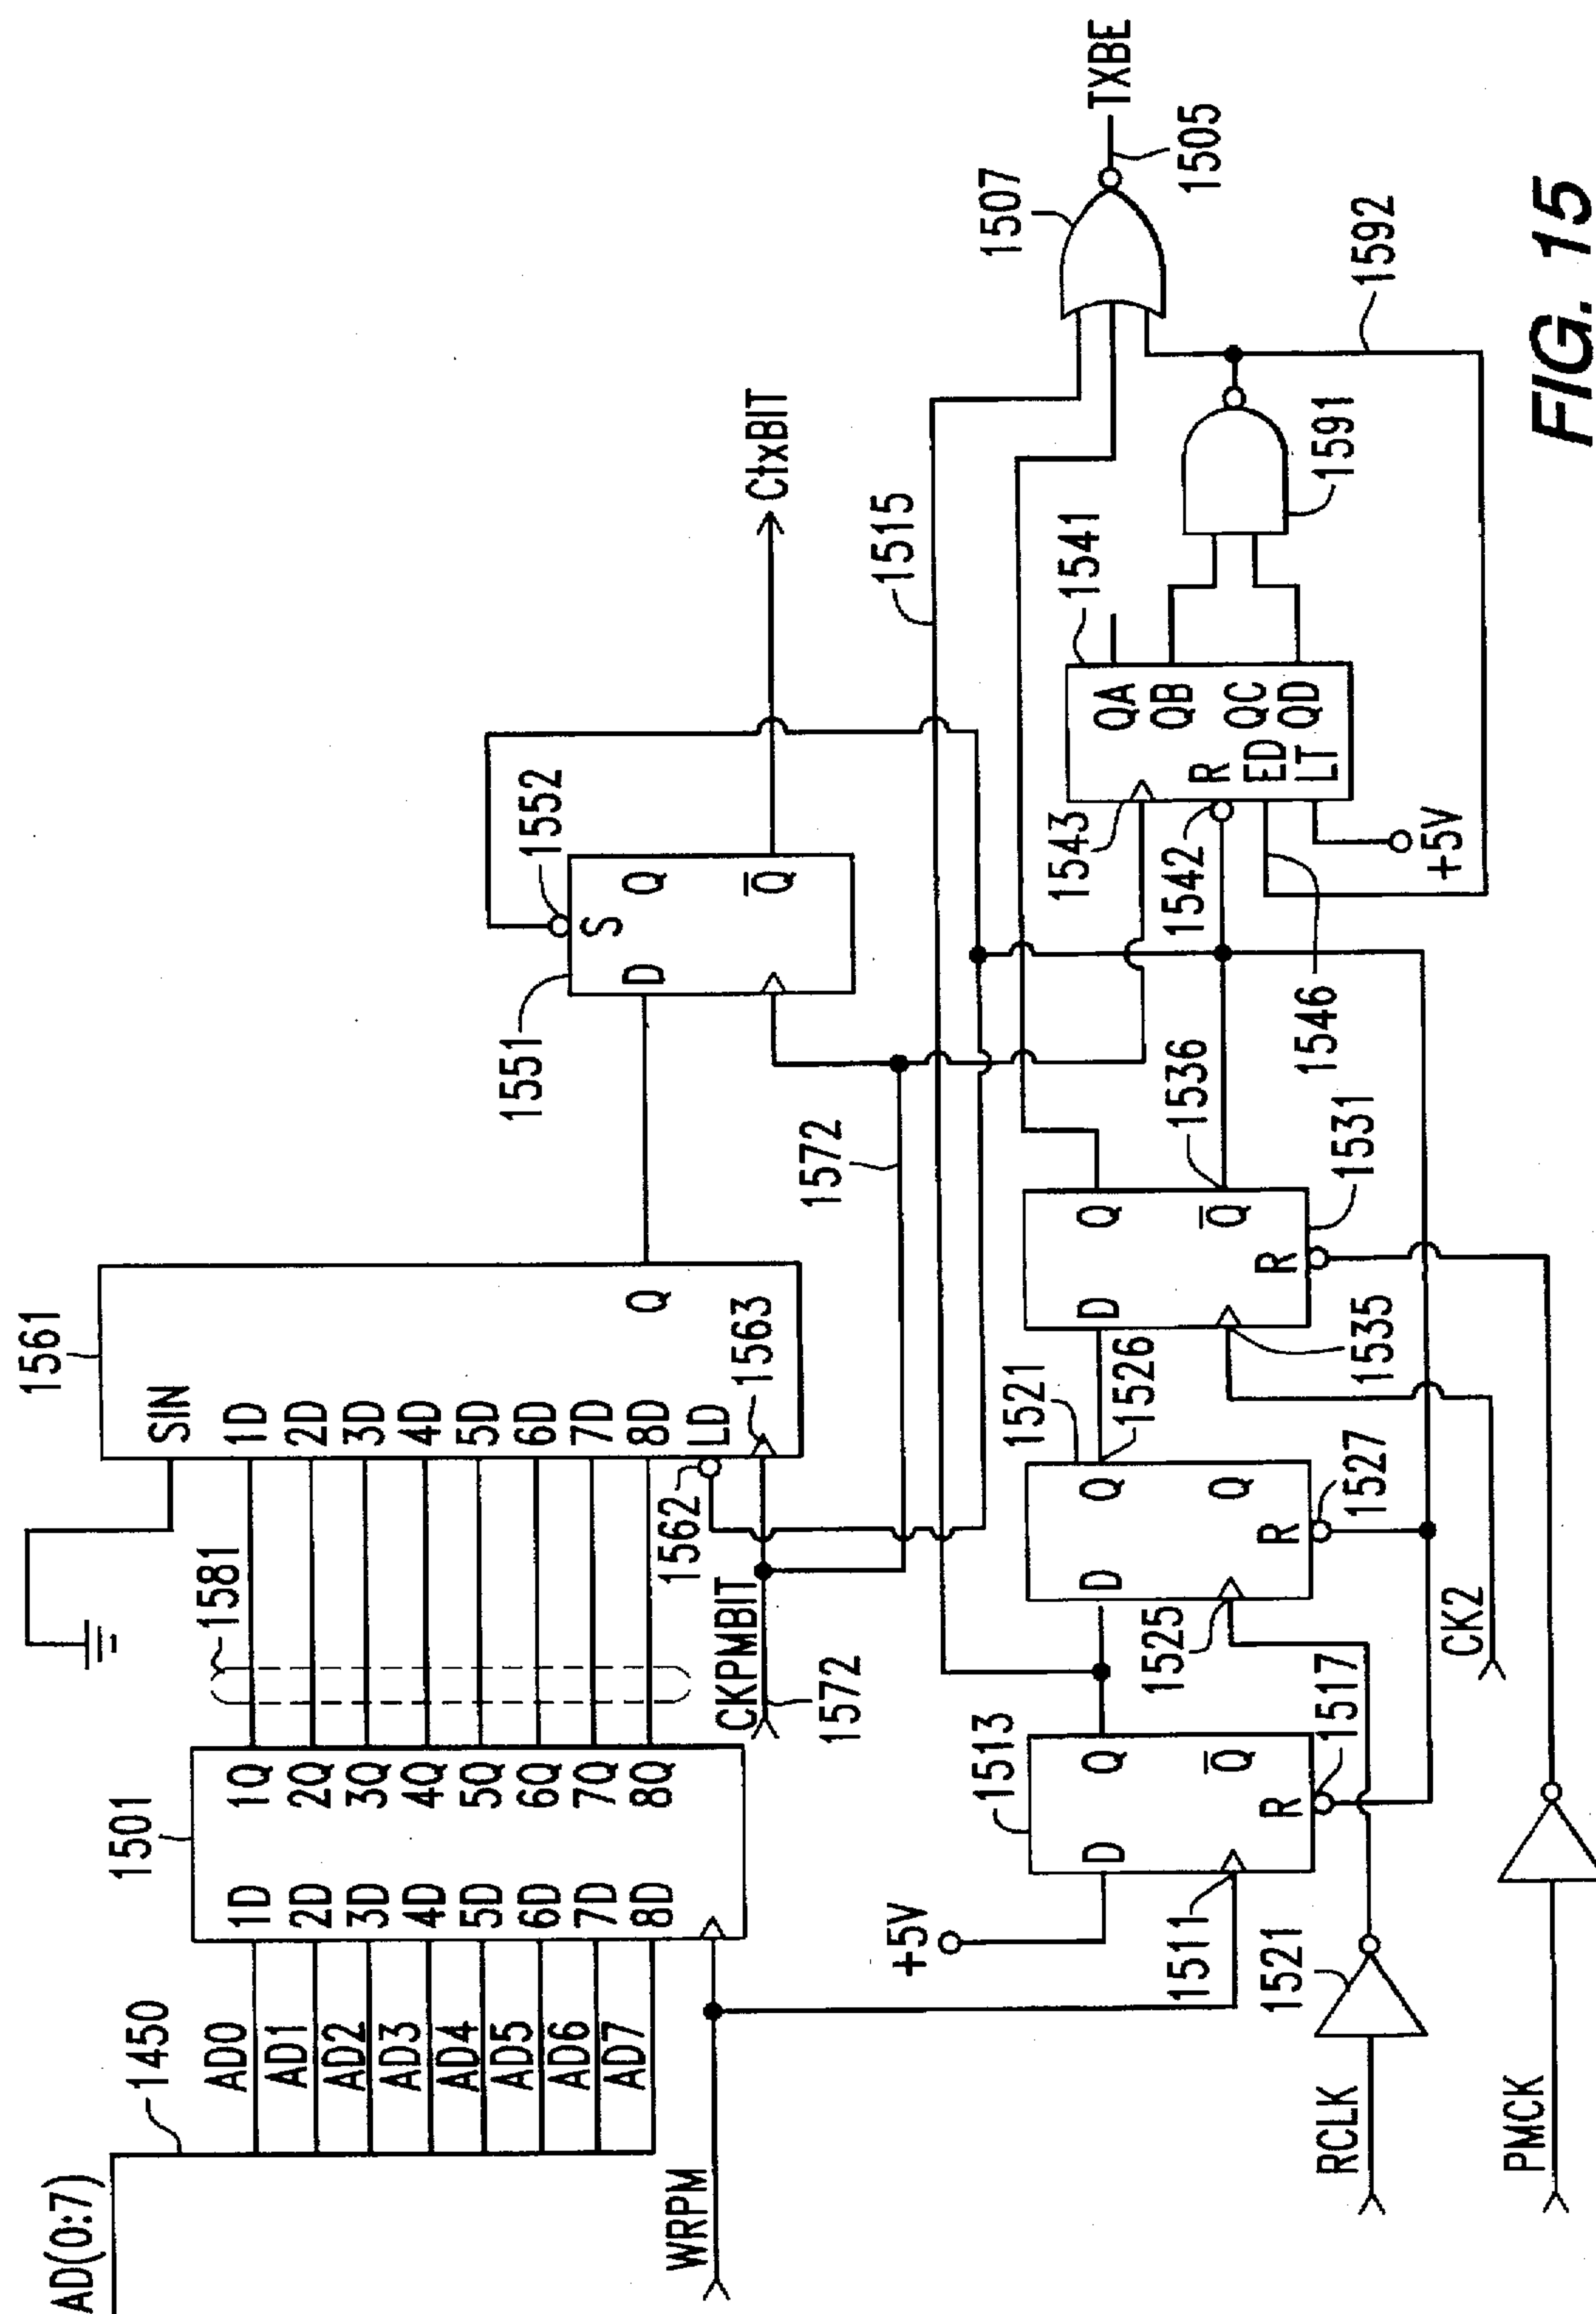 AD(0:7)
1450
AD0
AD1
AD2
AD3
AD4
AD5
AD6
AD7
WRPM
1501
1D 1Q
2D 2Q
3D 3Q
4D 4Q
5D 5Q
6D 6Q
7D 7Q
8D 8Q
1581
CKPMBIT
1572
1561
SIN
1D
2D
3D
4D
5D
6D
7D
8D
LD
Q
1562
1563
1572
1551
1552
D S Q
Q
CtxBIT
+5V
1511
1513
D Q
R Q
1517
1515
RCLK
1521
1525
1521
D Q
R Q
1526
1527
CK2
PMCK
1535
D Q
R Q
1536
1531
1543
1542
1546
1541
QA
QB
R QC
ED QD
LT
+5V
1591
1592
1507
TXBE
1505
FIG. 15